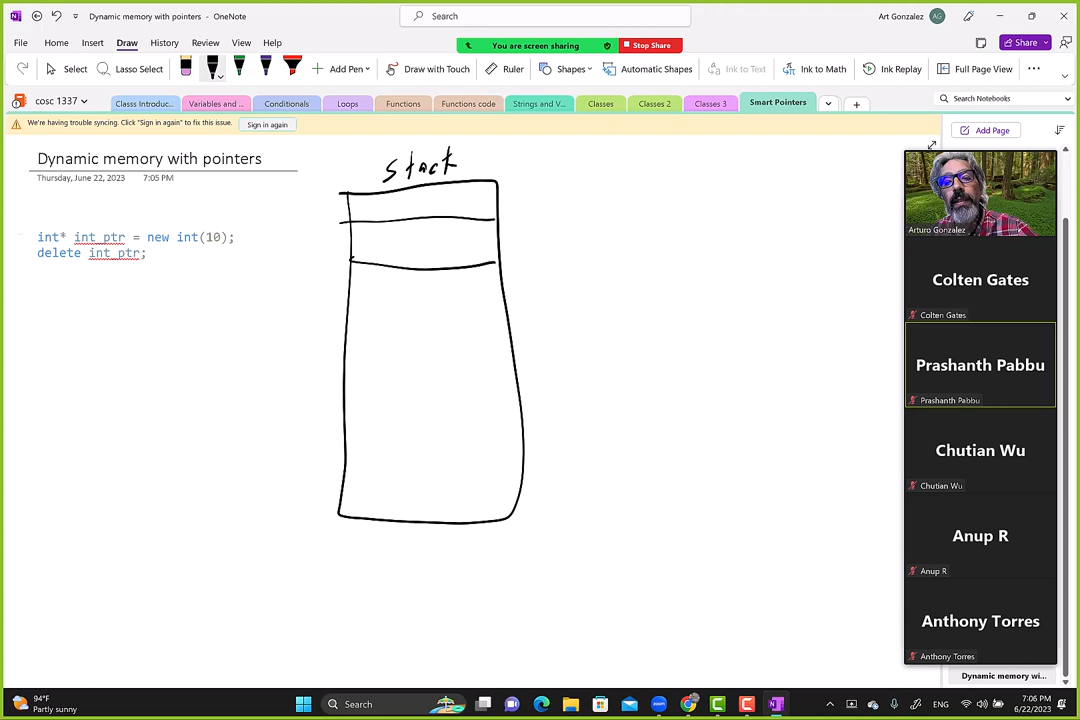 Dynamic memory with pointers - OneNote
Search
Art Gonzalez
AG
File Home Insert Draw History Review View Help
You are screen sharing
Stop Share
Share
Select
Lasso Select
Add Pen
Draw with Touch
Ruler
Shapes
Automatic Shapes
Ink to Text
Ink to Math
Ink Replay
Full Page View
cosc 1337
Classs Introduc...
Variables and ...
Conditionals
Loops
Functions
Functions code
Strings and V...
Classes
Classes 2
Classes 3
Smart Pointers
Search Notebooks
We're having trouble syncing. Click "Sign in again" to fix this issue.
Sign in again
Add Page
Dynamic memory with pointers
Thursday, June 22, 2023 7:05 PM
stack
int* int_ptr = new int(10);
delete int_ptr;
Arturo Gonzalez
Colten Gates
Colten Gates
Prashanth Pabbu
Prashanth Pabbu
Chutian Wu
Chutian Wu
Anup R
Anup R
Anthony Torres
Anthony Torres
Dynamic memory wi...
94°F
Partly sunny
Search
zoom
ENG
7:06 PM
6/22/2023